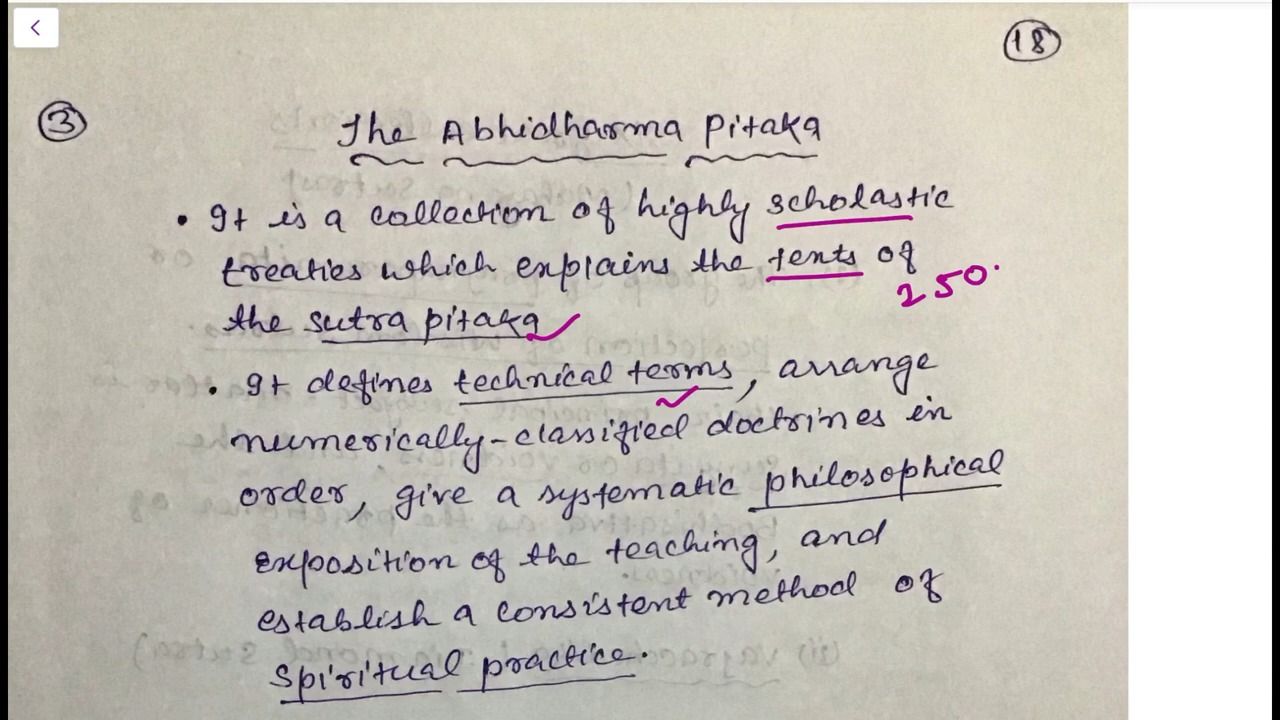 18
3
The Abhidharma Pitaka
• It is a collection of highly scholastic
treaties which explains the tents of
250.
the sutra pitaka
• It defines technical terms, arrange
numerically-classified doctrines in
order, give a systematic philosophical
exposition of the teaching, and
establish a consistent method of
spiritual practice.